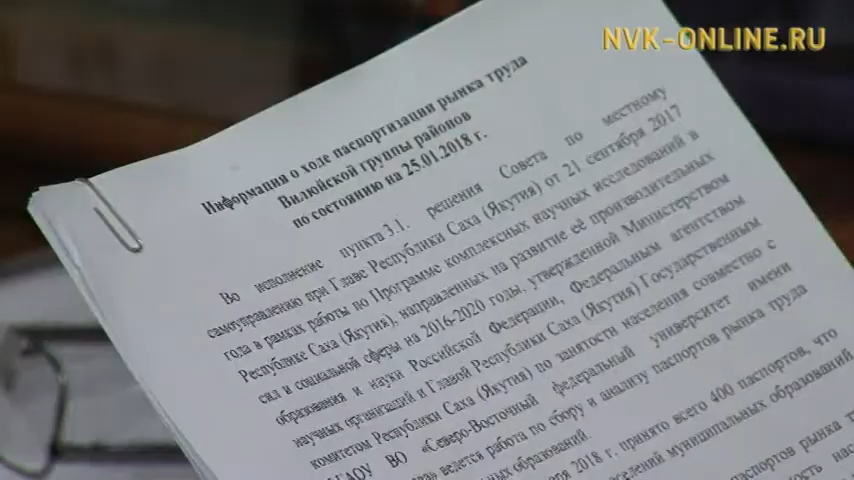 NVK-ONLINE.RU
Информация о ходе паспортизации рынка труда
Вилюйской группы районов
по состоянию на 25.01.2018 г.
Во исполнение пункта 3.1. решения Совета по местному
самоуправлению при Главе Республики Саха (Якутия) от 21 сентября 2017
года в рамках работы по Программе комплексных научных исследований в
Республике Саха (Якутия), направленных на развитие её производительных
сил и социальной сферы на 2016-2020 годы, утвержденной Министерством
образования и науки Российской Федерации, Федеральным агентством
научных организаций и Главой Республики Саха (Якутия) Государственным
комитетом Республики Саха (Якутия) по занятости населения совместно с
ВО «Северо-Восточный федеральный университет имени
ведется работа по сбору и анализу паспортов рынка труда
образований.
2018 г. принято всего 400 паспортов, что
муниципальных образований
паспортов рынка